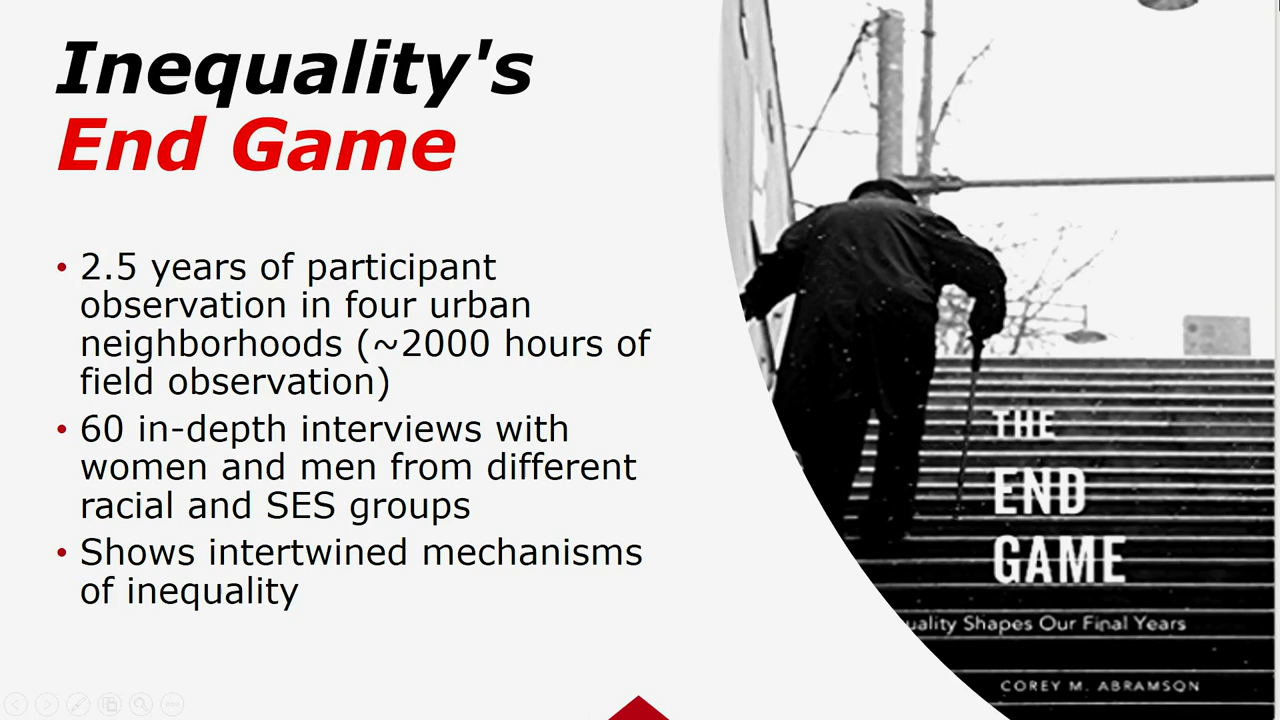 Inequality's
End Game
• 2.5 years of participant
observation in four urban
neighborhoods (~2000 hours of
field observation)
• 60 in-depth interviews with
women and men from different
racial and SES groups
• Shows intertwined mechanisms
of inequality
THE
END
GAME
Shapes Our Final Years
COREY M. ABRAMSON